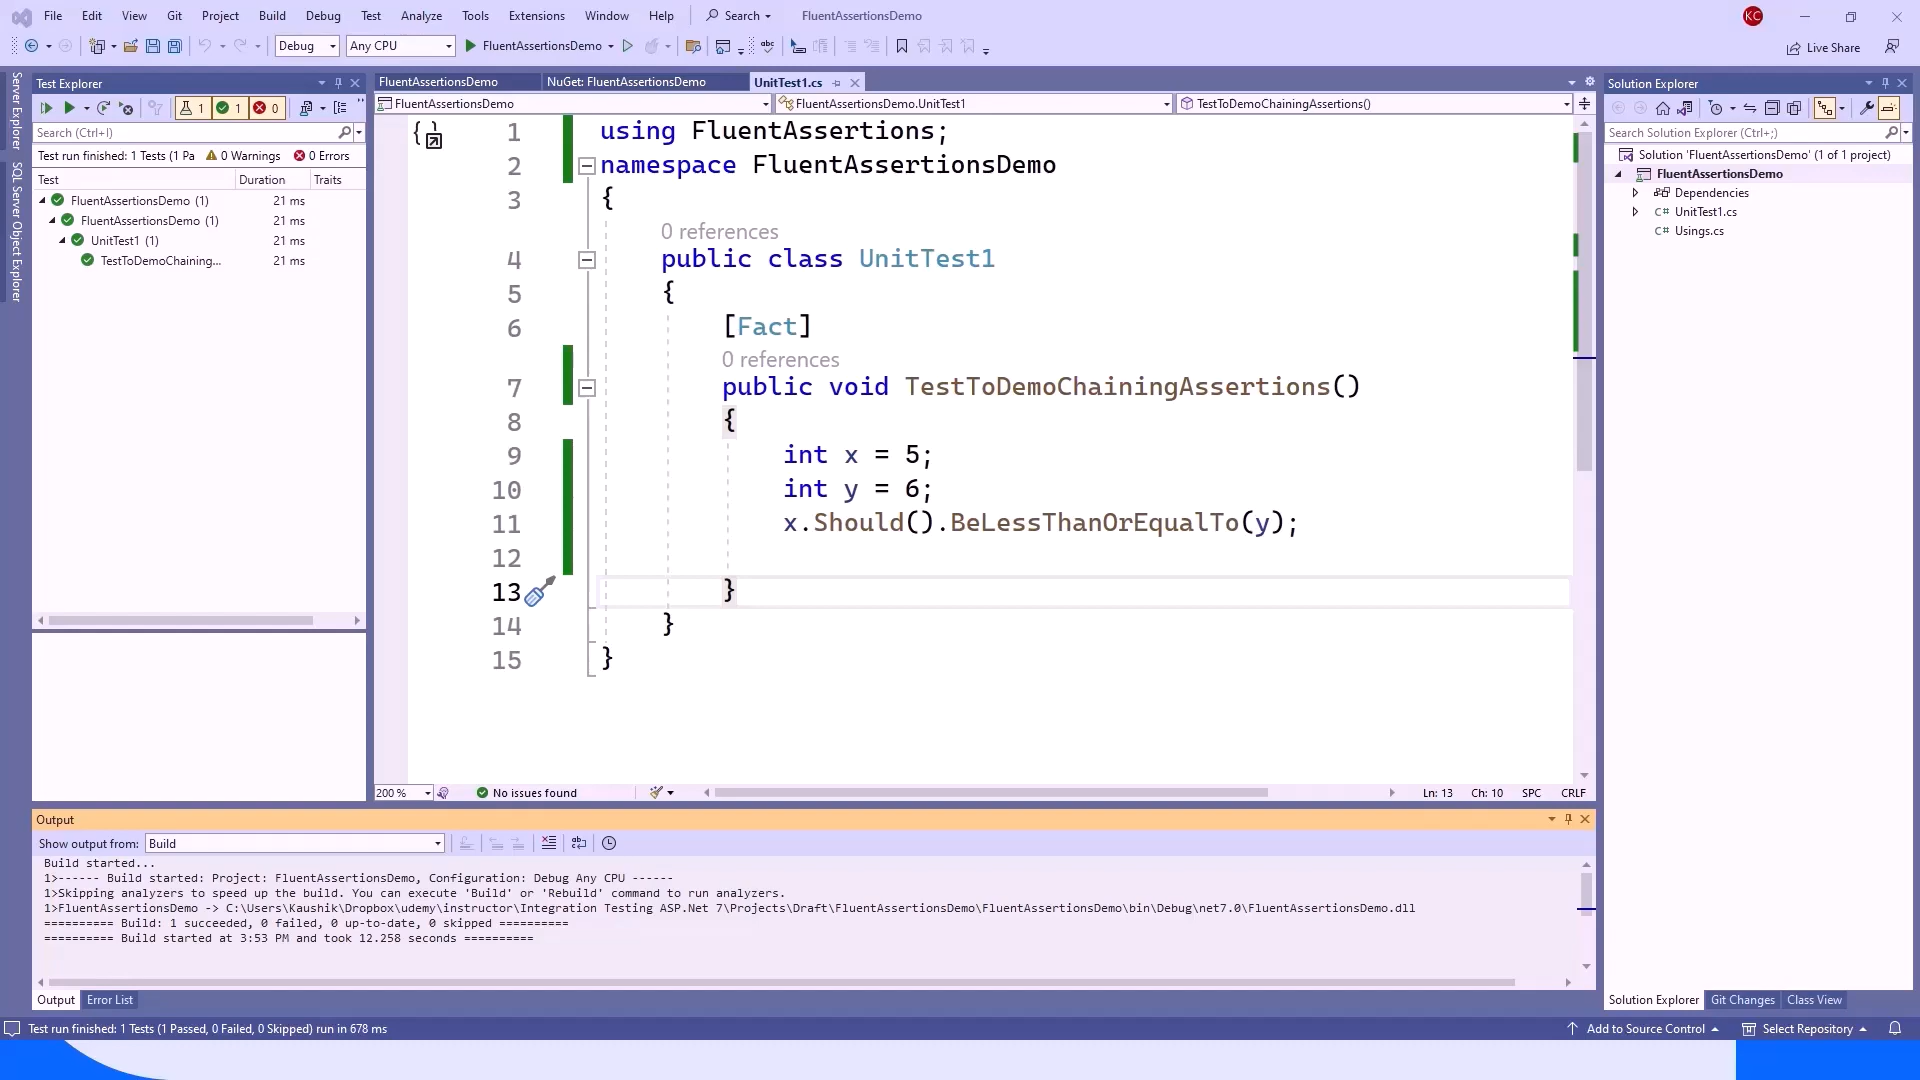 File Edit View Git Project Build Debug Test Analyze Tools Extensions Window Help Search FluentAssertionsDemo KC
Debug Any CPU FluentAssertionsDemo Live Share
Server Explorer
SQL Server Object Explorer
Test Explorer
1 1 0
Search (Ctrl+I)
Test run finished: 1 Tests (1 Pa 0 Warnings 0 Errors
Test Duration Traits
FluentAssertionsDemo (1) 21 ms
FluentAssertionsDemo (1) 21 ms
UnitTest1 (1) 21 ms
TestToDemoChaining... 21 ms
FluentAssertionsDemo NuGet: FluentAssertionsDemo UnitTest1.cs
FluentAssertionsDemo FluentAssertionsDemo.UnitTest1 TestToDemoChainingAssertions()
1 using FluentAssertions;
2 namespace FluentAssertionsDemo
3 {
0 references
4 public class UnitTest1
5 {
6 [Fact]
0 references
7 public void TestToDemoChainingAssertions()
8 {
9 int x = 5;
10 int y = 6;
11 x.Should().BeLessThanOrEqualTo(y);
12
13 }
14 }
15 }
200 % No issues found Ln: 13 Ch: 10 SPC CRLF
Solution Explorer
Search Solution Explorer (Ctrl+;)
Solution 'FluentAssertionsDemo' (1 of 1 project)
FluentAssertionsDemo
Dependencies
C# UnitTest1.cs
C# Usings.cs
Output
Show output from: Build
Build started...
1>------ Build started: Project: FluentAssertionsDemo, Configuration: Debug Any CPU ------
1>Skipping analyzers to speed up the build. You can execute 'Build' or 'Rebuild' command to run analyzers.
1>FluentAssertionsDemo -> C:\Users\Kaushik\Dropbox\udemy\instructor\Integration Testing ASP.Net 7\Projects\Draft\FluentAssertionsDemo\FluentAssertionsDemo\bin\Debug\net7.0\FluentAssertionsDemo.dll
========== Build: 1 succeeded, 0 failed, 0 up-to-date, 0 skipped ==========
========== Build started at 3:53 PM and took 12.258 seconds ==========
Output Error List
Solution Explorer Git Changes Class View
Test run finished: 1 Tests (1 Passed, 0 Failed, 0 Skipped) run in 678 ms Add to Source Control Select Repository